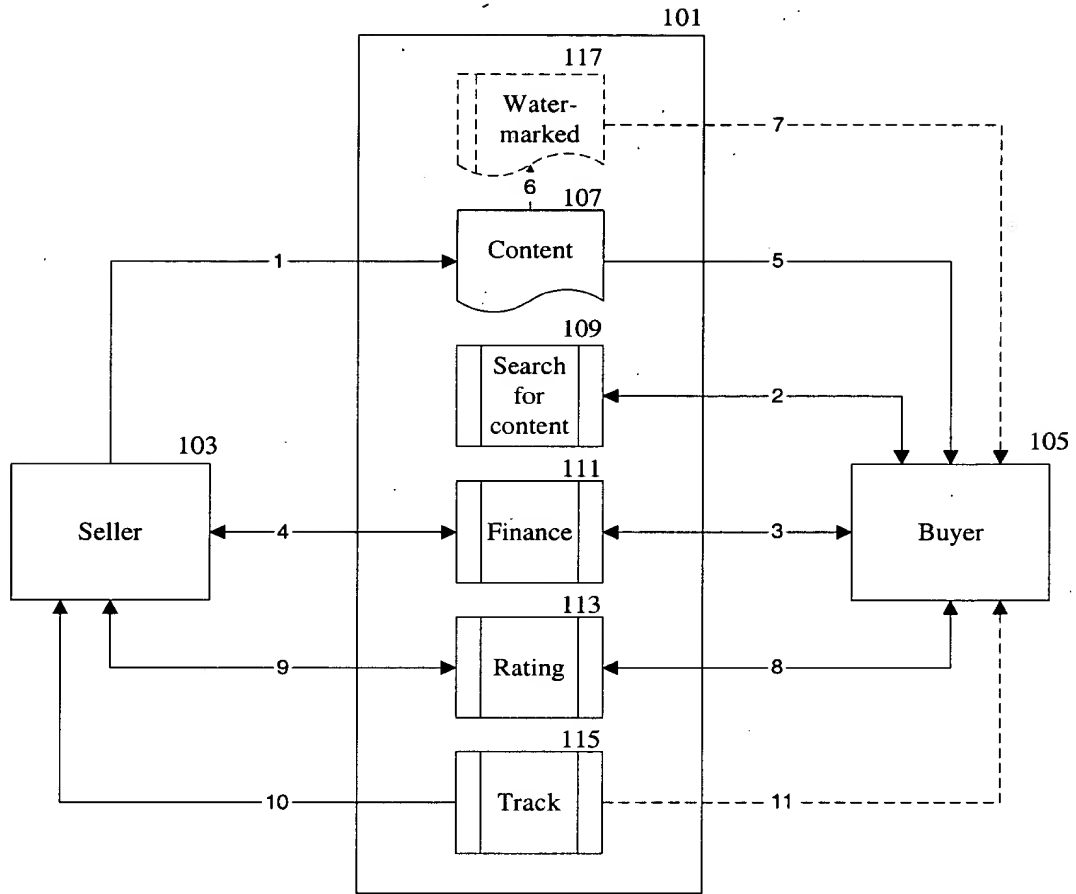 101
117
Water-
marked
7
6
107
Content
1
5
109
Search
for
content
2
103
105
111
Seller
4
Finance
3
Buyer
113
9
Rating
8
115
10
Track
11